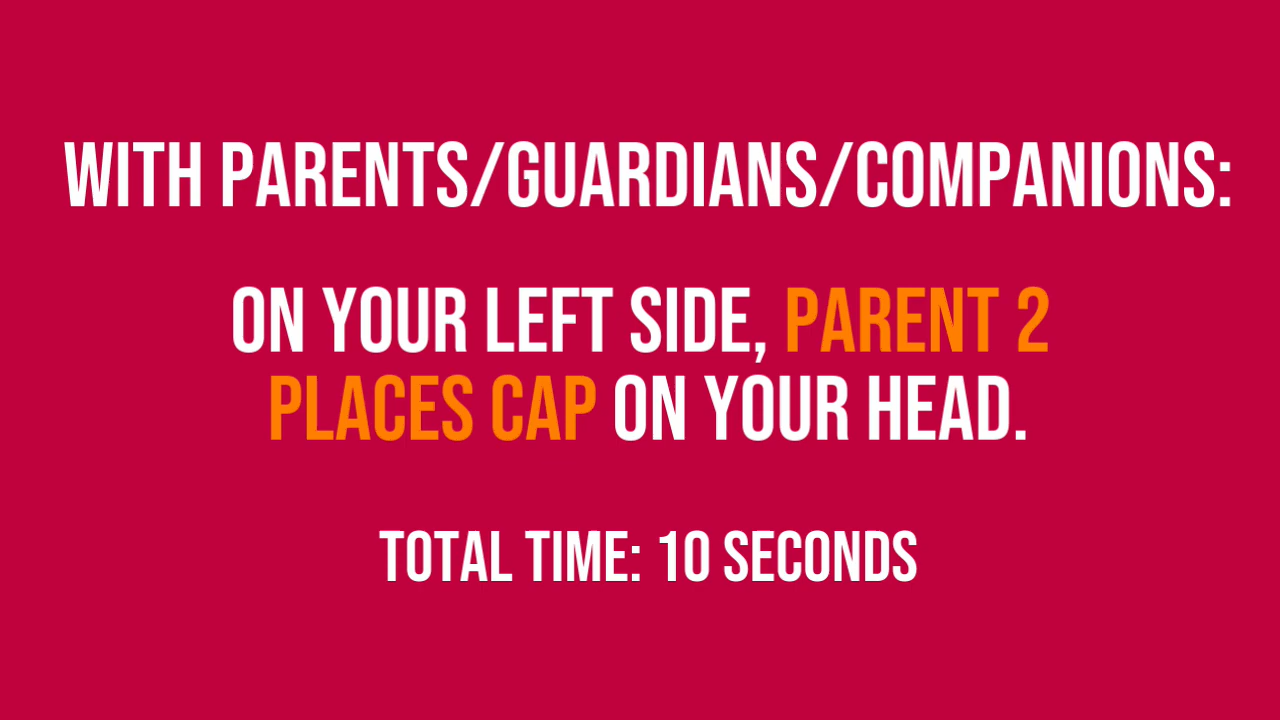 WITH PARENTS/GUARDIANS/COMPANIONS:
ON YOUR LEFT SIDE, PARENT 2
PLACES CAP ON YOUR HEAD.
TOTAL TIME: 10 SECONDS